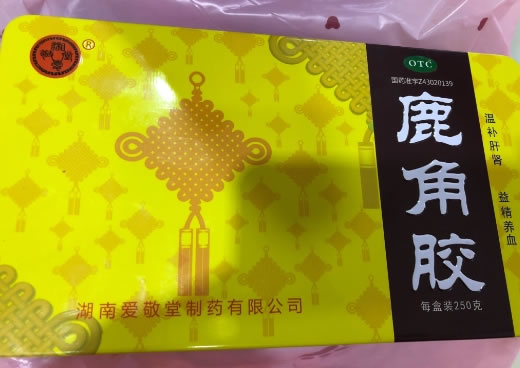 ®
OTC
国药准字Z43020139
鹿角胶
温补肝肾 益精养血
每盒装250克
湖南爱敬堂制药有限公司